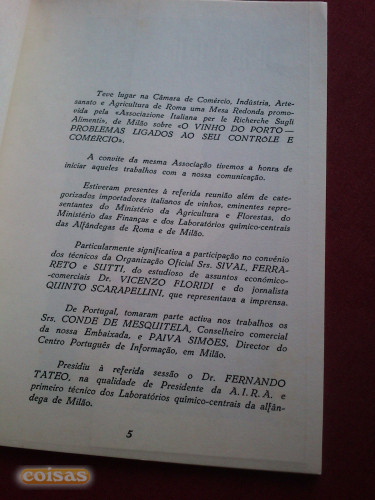 Teve lugar na Câmara de Comércio, Indústria, Arte-
sanato e Agricultura de Roma uma Mesa Redonda promo-
vida pela «Associazione Italiana per le Richerche Sugli
Alimenti», de Milão sobre «O VINHO DO PORTO —
PROBLEMAS LIGADOS AO SEU CONTRÔLE E
COMÉRCIO».
A convite da mesma Associação tivemos a honra de
iniciar aqueles trabalhos com a nossa comunicação.
Estiveram presentes à referida reunião além de cate-
gorizados importadores italianos de vinhos, eminentes repre-
sentantes do Ministério da Agricultura e Florestas, do
Ministério das Finanças e dos Laboratórios químico-centrais
das Alfândegas de Roma e de Milão.
Particularmente significativa a participação no convénio
dos técnicos da Organização Oficial Srs. SIVAL, FERRA-
RETO e SUTTI, do estudioso de assuntos económico-
-comerciais Dr. VICENZO FLORIDI e do jornalista
QUINTO SCARAPELLINI, que representava a imprensa.
De Portugal, tomaram parte activa nos trabalhos os
Srs. CONDE DE MESQUITELA, Conselheiro comercial
da nossa Embaixada, e PAIVA SIMÕES, Director do
Centro Português de Informação, em Milão.
Presidiu à referida sessão o Dr. FERNANDO
TATEO, na qualidade de Presidente da A.I.R.A. e
primeiro técnico dos Laboratórios químico-centrais da alfân-
dega de Milão.
5
coisas